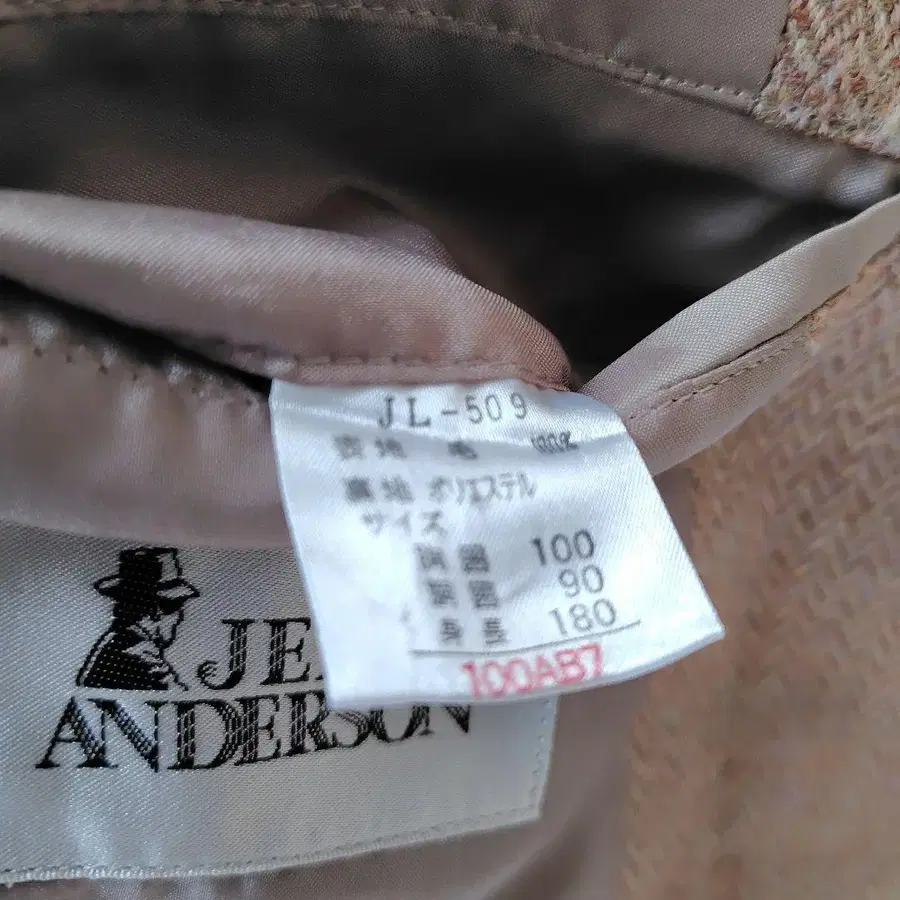 JL-509
表地 毛 100%
裏地 ポリエステル
サイズ
胸囲 100
胴囲 90
身長 180
100AB7
JE
ANDERSON